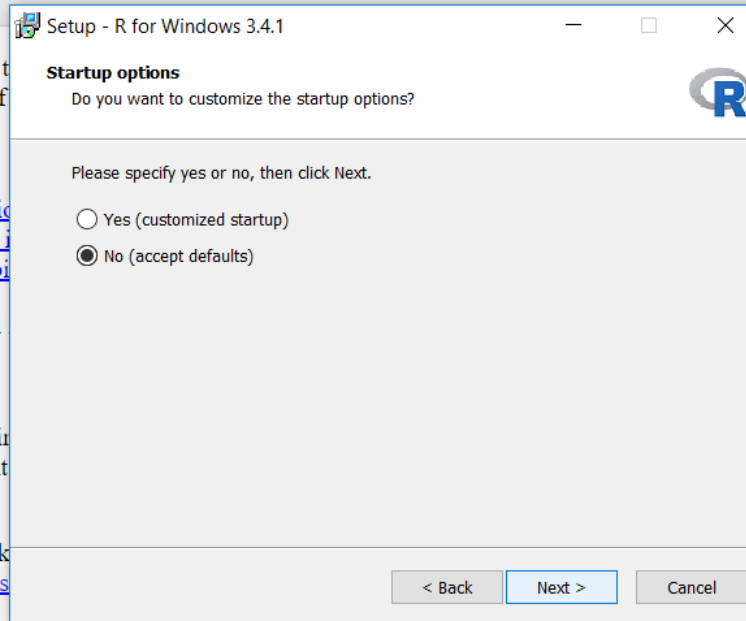 Setup - R for Windows 3.4.1
Startup options
Do you want to customize the startup options?
R
Please specify yes or no, then click Next.
Yes (customized startup)
No (accept defaults)
< Back
Next >
Cancel